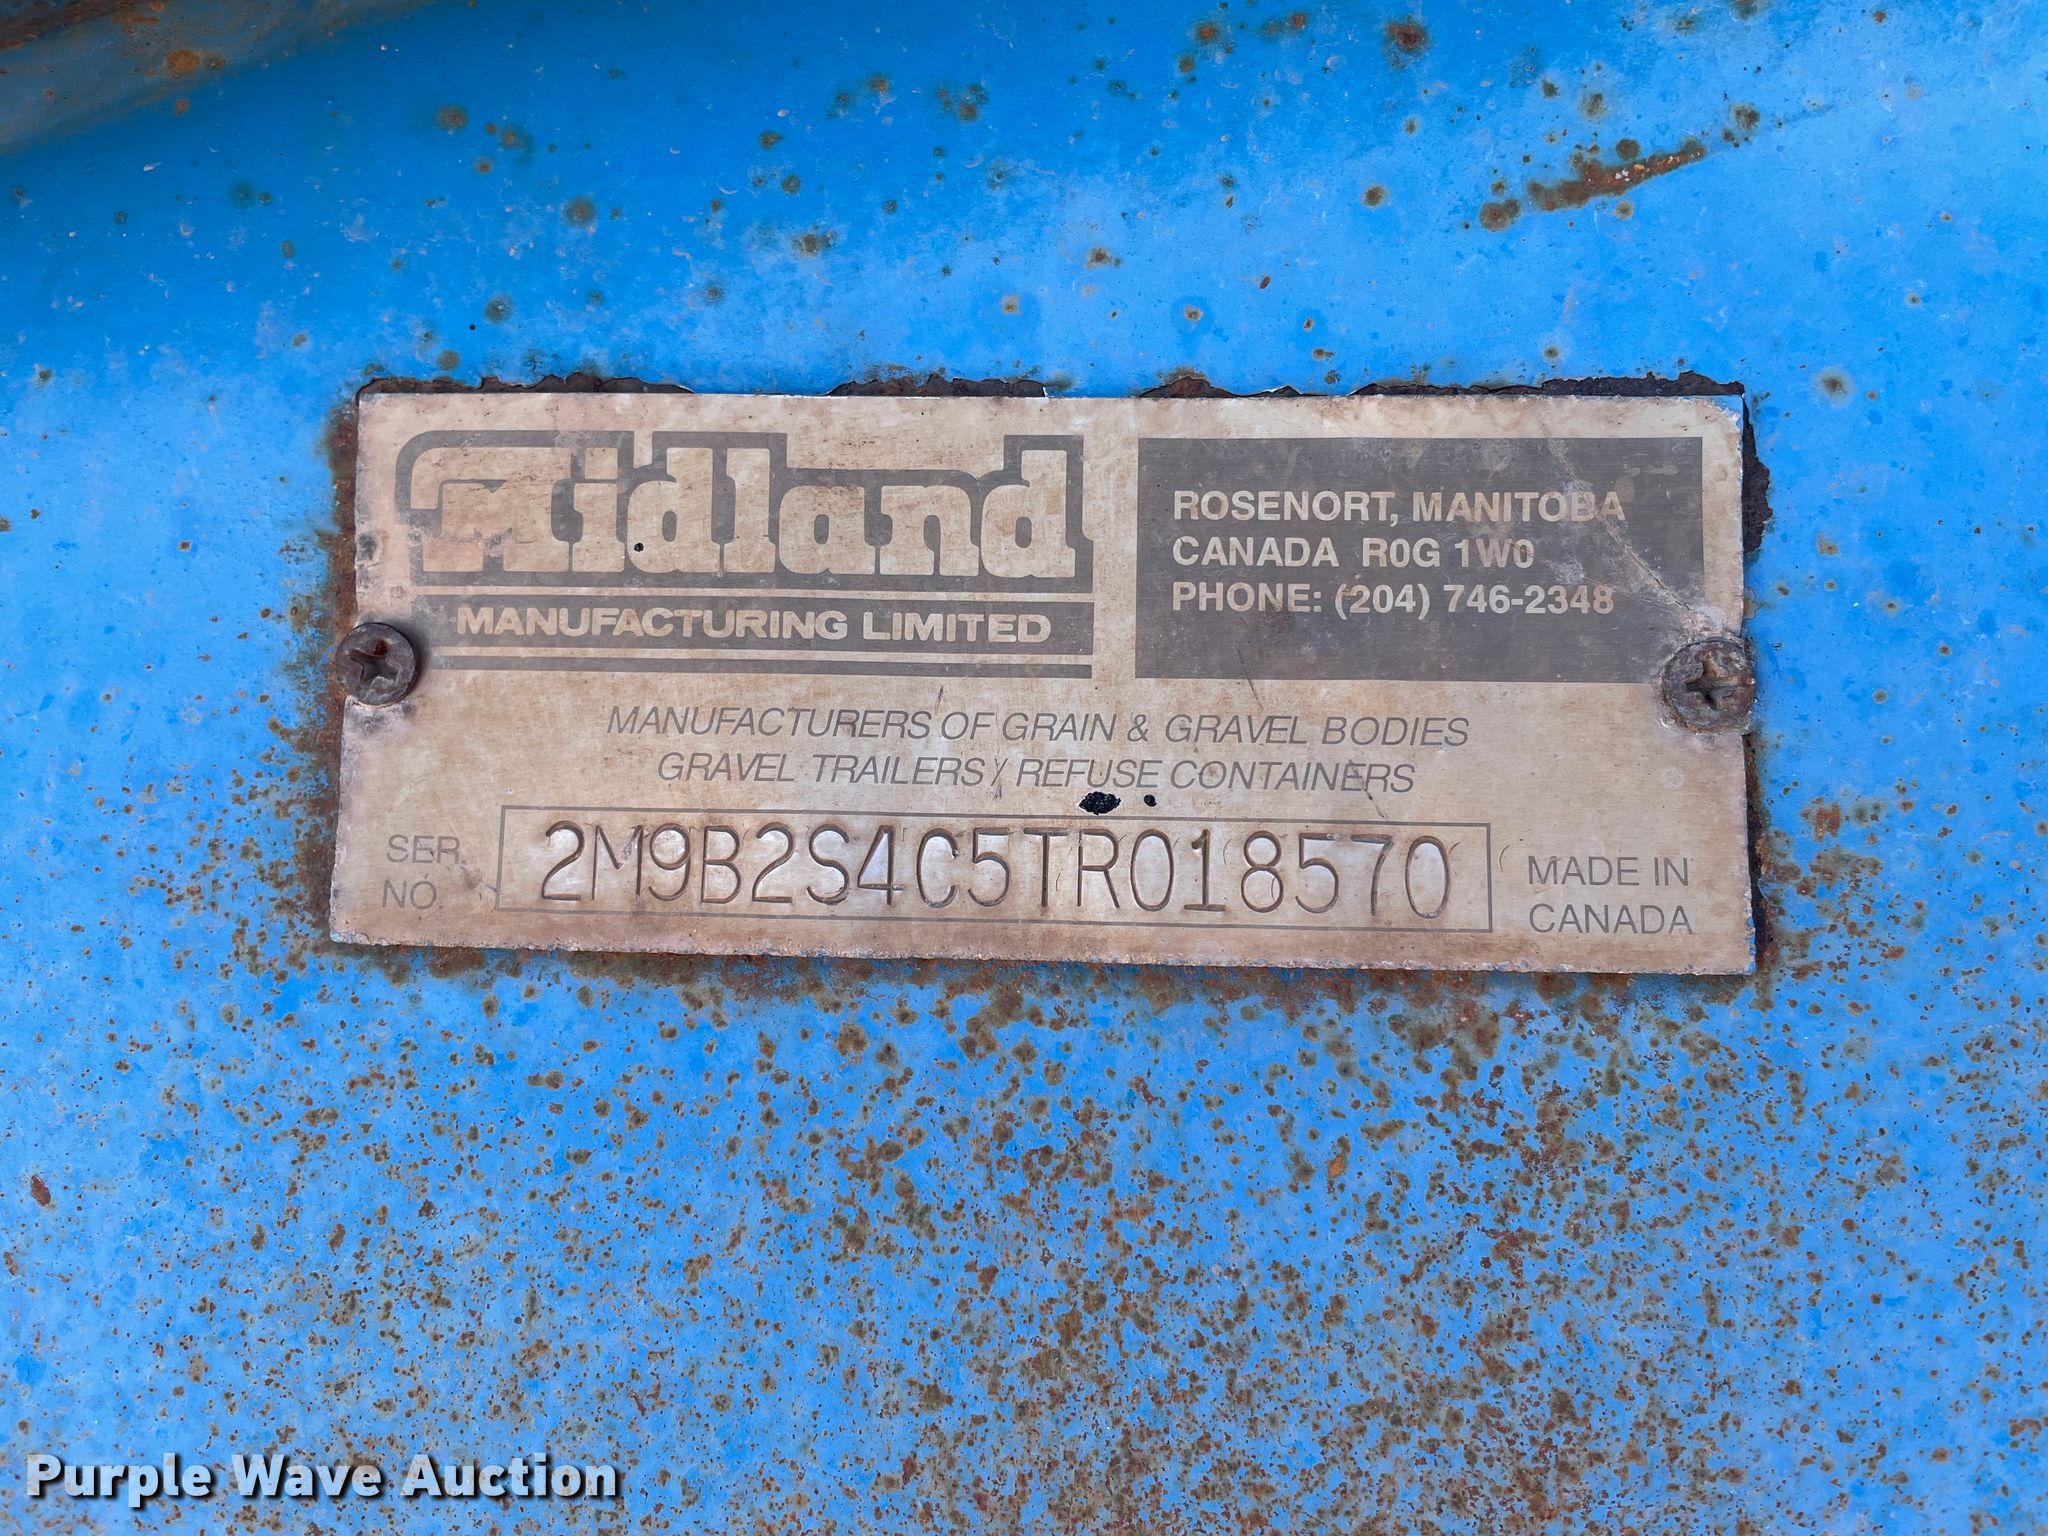 Midland
MANUFACTURING LIMITED
ROSENORT, MANITOBA
CANADA R0G 1W0
PHONE: (204) 746-2348
MANUFACTURERS OF GRAIN & GRAVEL BODIES
GRAVEL TRAILERS / REFUSE CONTAINERS
SER. NO.
2M9B2S4C5TR018570
MADE IN
CANADA
Purple Wave Auction